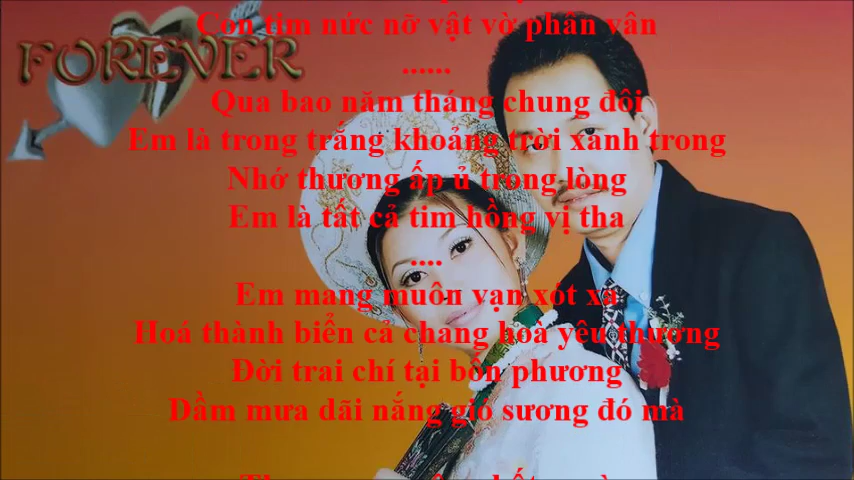 Con tim nức nỡ vật vờ phân vân
FOREVER
......
Qua bao năm tháng chung đôi
Em là trong trắng khoảng trời xanh trong
Nhớ thương ấp ủ trong lòng
Em là tất cả tim hồng vị tha
....
Em mang muôn vạn xót xa
Hoá thành biển cả chang hoà yêu thương
Đời trai chí tại bốn phương
Dầm mưa dãi nắng gió sương đó mà